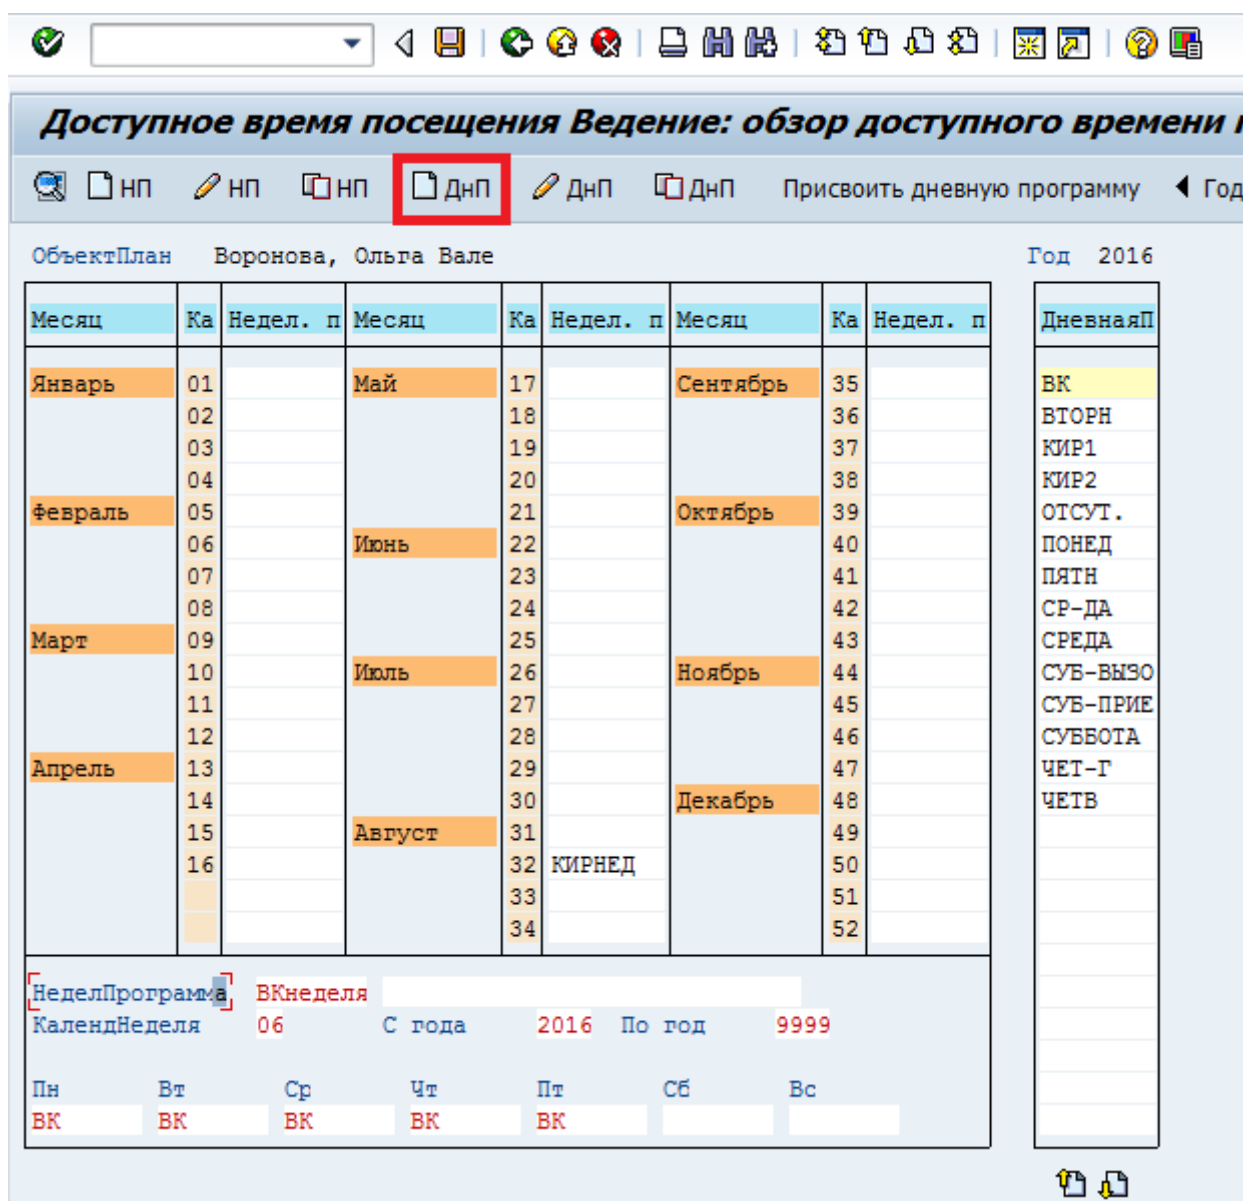 Доступное время посещения Ведение: обзор доступного времени
НП НП НП ДнП ДнП ДнП Присвоить дневную программу Год
ОбъектПлан Воронова, Ольга Вале Год 2016
Месяц Ка Недел. п Месяц Ка Недел. п Месяц Ка Недел. п ДневнаяП
Январь 01 Май 17 Сентябрь 35 ВК
02 18 36 ВТОРН
03 19 37 КИР1
04 20 38 КИР2
Февраль 05 21 Октябрь 39 ОТСУТ.
06 Июнь 22 40 ПОНЕД
07 23 41 ПЯТН
08 24 42 СР-ДА
Март 09 25 43 СРЕДА
10 Июль 26 Ноябрь 44 СУБ-ВЫЗО
11 27 45 СУБ-ПРИЕ
12 28 46 СУББОТА
Апрель 13 29 47 ЧЕТ-Г
14 30 Декабрь 48 ЧЕТВ
15 Август 31 49
16 32 КИРНЕД 50
33 51
34 52
НеделПрограмма ВКнеделя
КалендНеделя 06 С года 2016 По год 9999
Пн Вт Ср Чт Пт Сб Вс
ВК ВК ВК ВК ВК